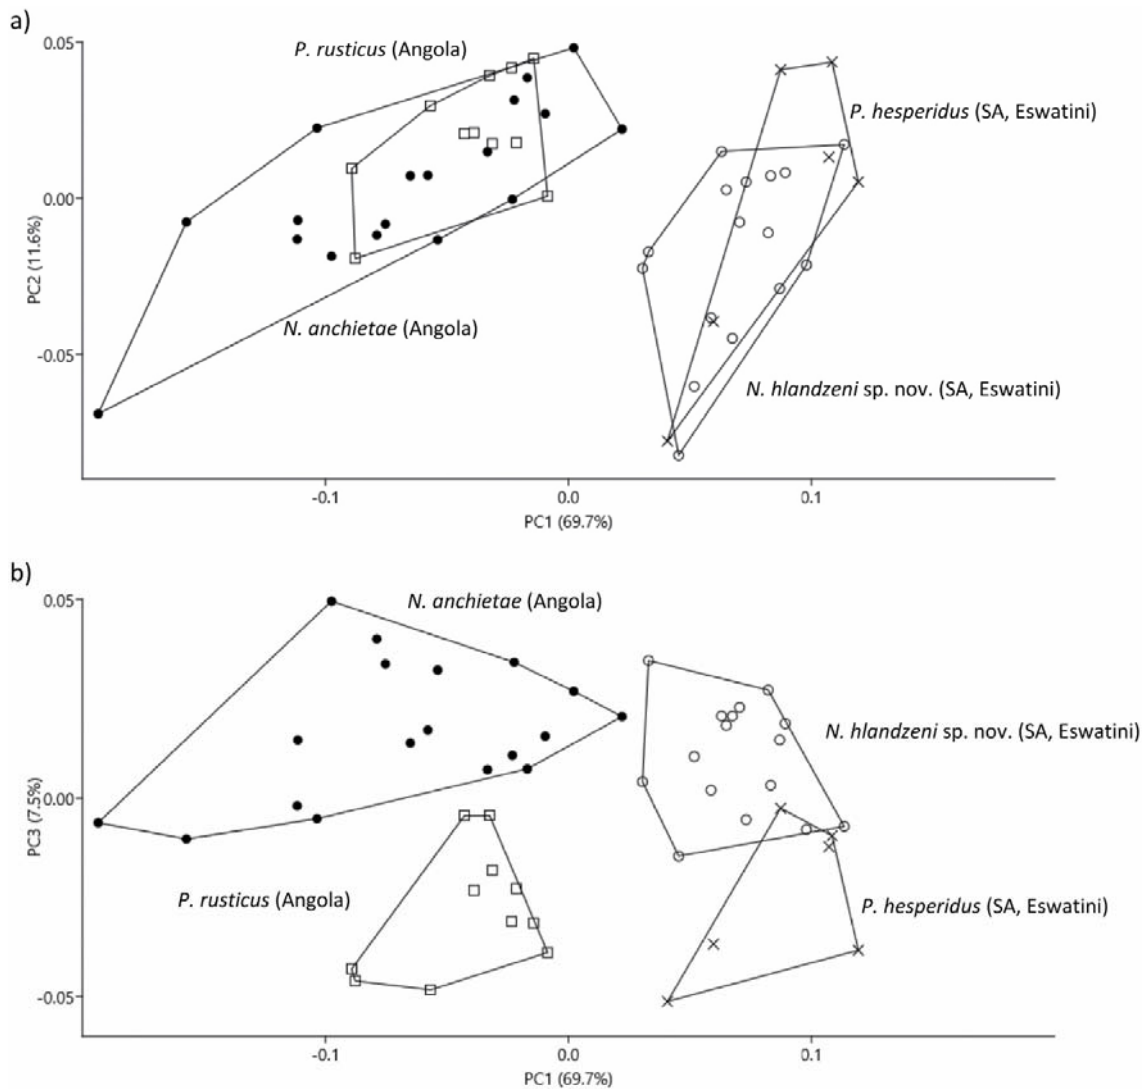 a)
0.05
P. rusticus (Angola)
P. hesperidus (SA, Eswatini)
0.00
PC2 (11.6%)
N. anchietae (Angola)
-0.05
N. hlandzeni sp. nov. (SA, Eswatini)
-0.1
0.0
0.1
PC1 (69.7%)
b)
0.05
N. anchietae (Angola)
N. hlandzeni sp. nov. (SA, Eswatini)
0.00
PC3 (7.5%)
P. rusticus (Angola)
P. hesperidus (SA, Eswatini)
-0.05
-0.1
0.0
0.1
PC1 (69.7%)